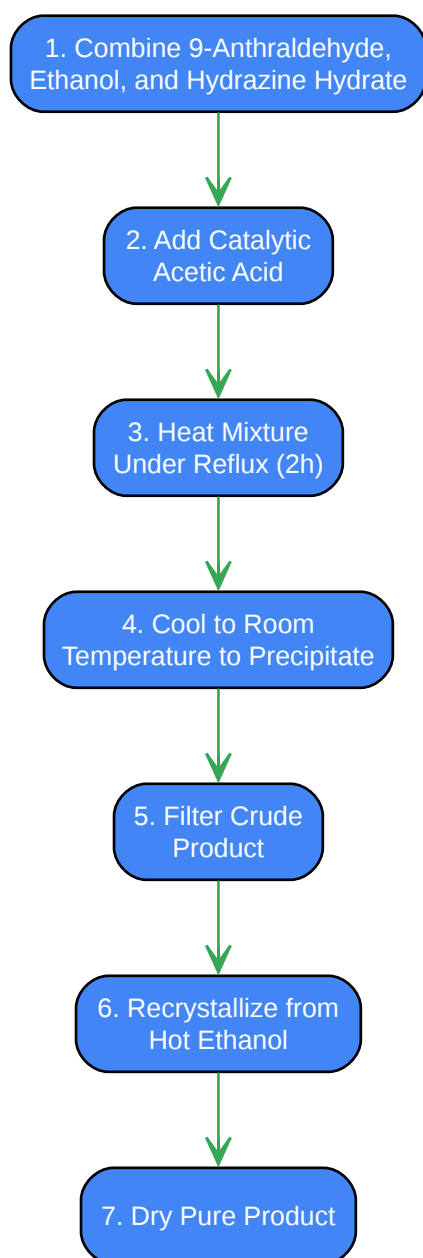 1. Combine 9-Anthraldehyde,
Ethanol, and Hydrazine Hydrate
2. Add Catalytic
Acetic Acid
3. Heat Mixture
Under Reflux (2h)
4. Cool to Room
Temperature to Precipitate
5. Filter Crude
Product
6. Recrystallize from
Hot Ethanol
7. Dry Pure Product